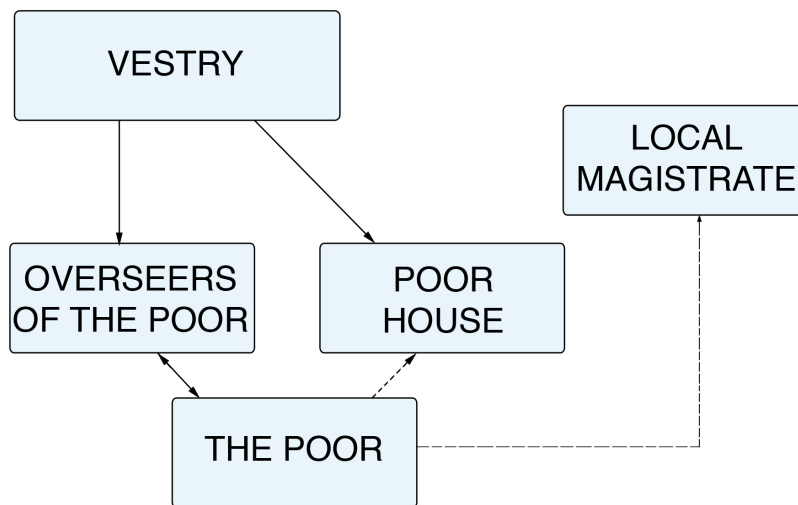 VESTRY
LOCAL
MAGISTRATE
OVERSEERS
OF THE POOR
POOR
HOUSE
THE POOR